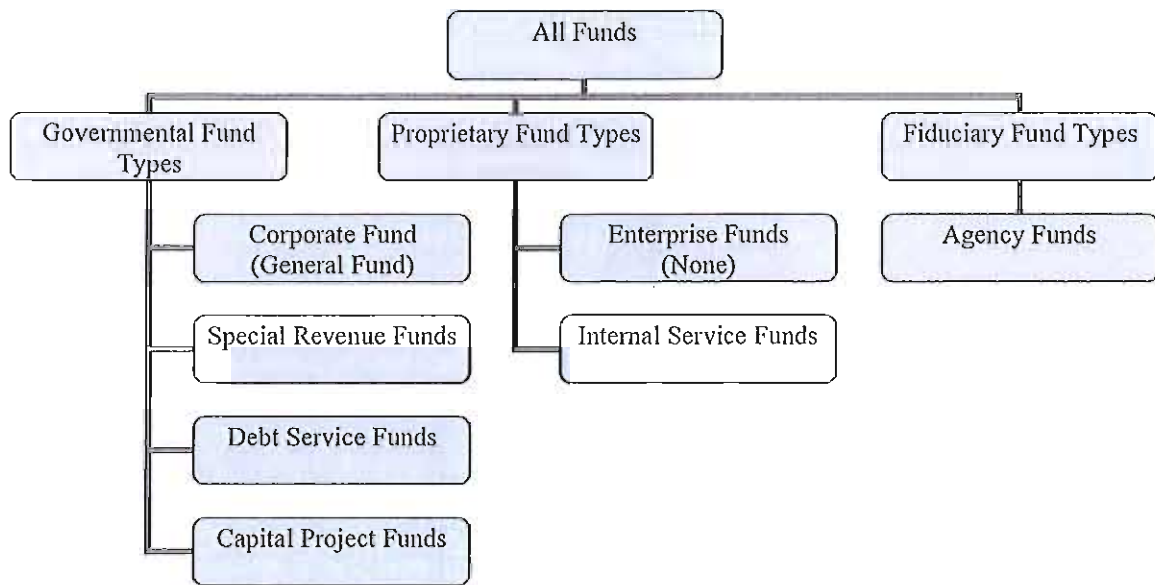 All Funds
Governmental Fund
Types
Proprietary Fund Types
Fiduciary Fund Types
Corporate Fund
(General Fund)
Enterprise Funds
(None)
Agency Funds
Special Revenue Funds
Internal Service Funds
Debt Service Funds
Capital Project Funds